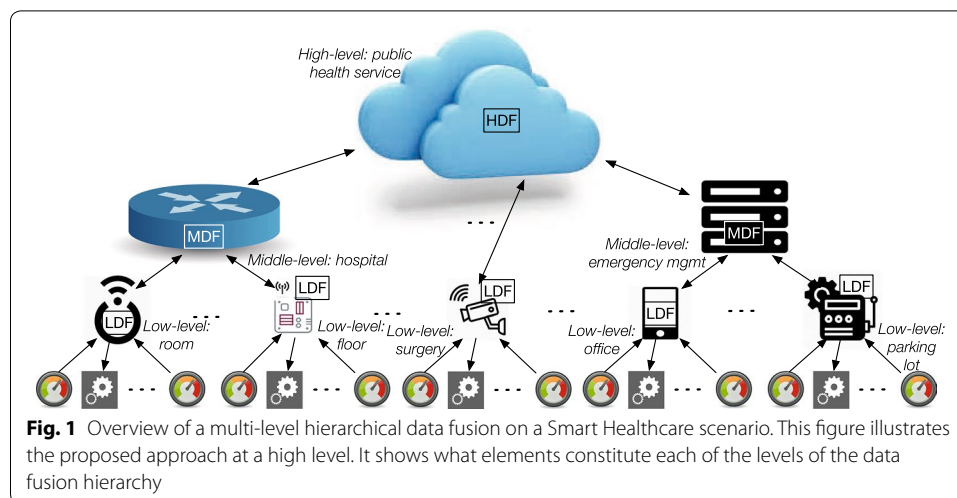 High-level: public
health service
HDF
MDF
MDF
Middle-level: hospital
Middle-level:
emergency mgmt
LDF
LDF
LDF
LDF
LDF
Low-level:
room
Low-level:
floor
Low-level:
surgery
Low-level:
office
Low-level:
parking
lot
Fig. 1 Overview of a multi-level hierarchical data fusion on a Smart Healthcare scenario. This figure illustrates
the proposed approach at a high level. It shows what elements constitute each of the levels of the data
fusion hierarchy